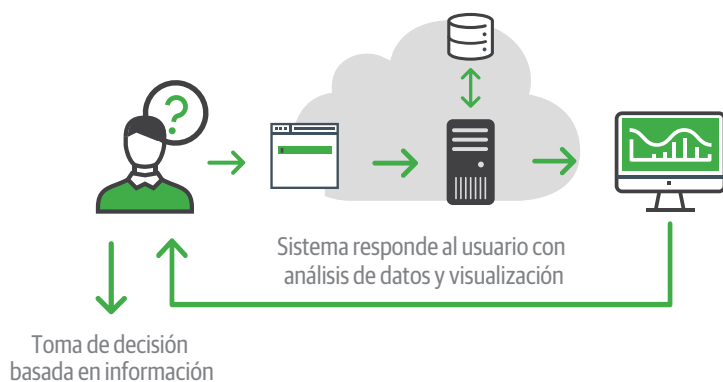 ?
Sistema responde al usuario con
análisis de datos y visualización
Toma de decisión
basada en información